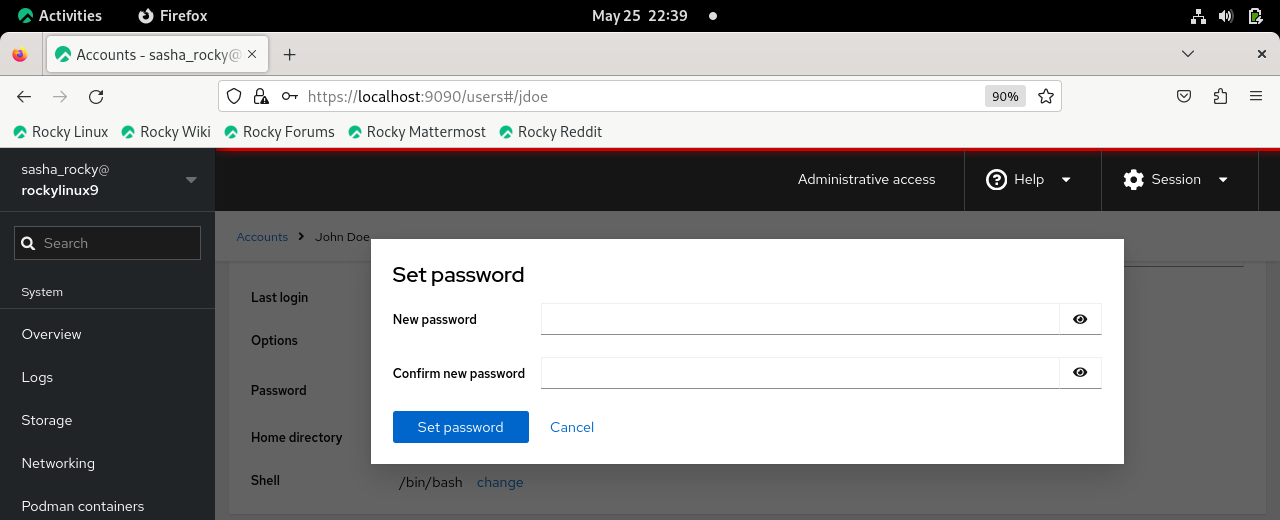 Activities Firefox May 25 22:39
Accounts - sasha_rocky@
https://localhost:9090/users#/jdoe 90%
Rocky Linux Rocky Wiki Rocky Forums Rocky Mattermost Rocky Reddit
sasha_rocky@
rockylinux9
Administrative access Help Session
Search
Accounts John Doe
System
Overview
Logs
Storage
Networking
Podman containers
Last login
Options
Password
Home directory
Shell /bin/bash change
Set password
New password
Confirm new password
Set password Cancel